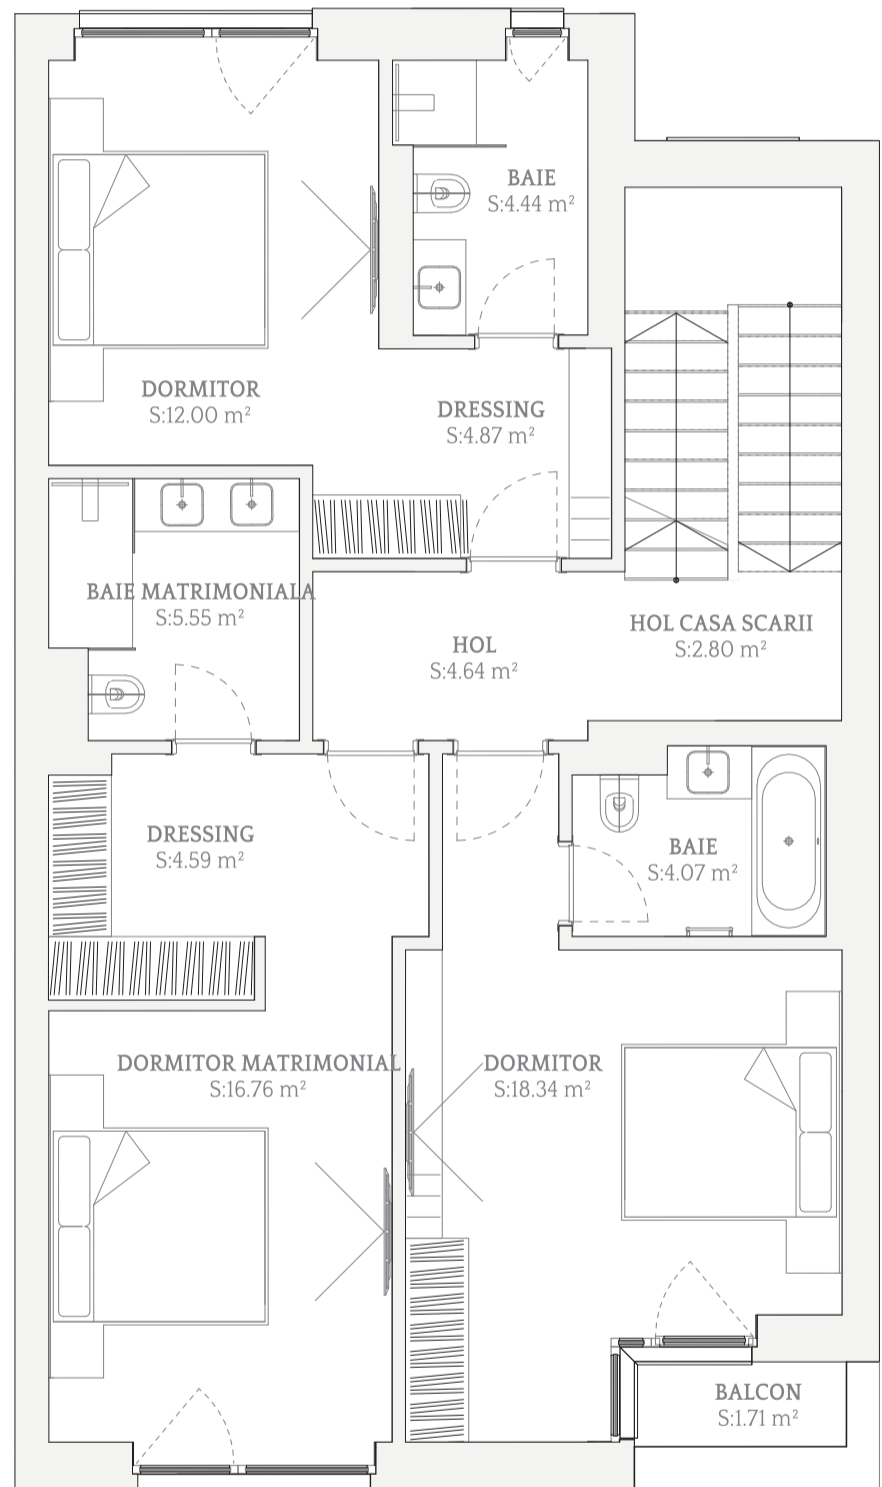 BAIE
S:4.44 m²
DORMITOR
S:12.00 m²
DRESSING
S:4.87 m²
BAIE MATRIMONIALA
S:5.55 m²
HOL
S:4.64 m²
HOL CASA SCARII
S:2.80 m²
DRESSING
S:4.59 m²
BAIE
S:4.07 m²
DORMITOR MATRIMONIAL
S:16.76 m²
DORMITOR
S:18.34 m²
BALCON
S:1.71 m²